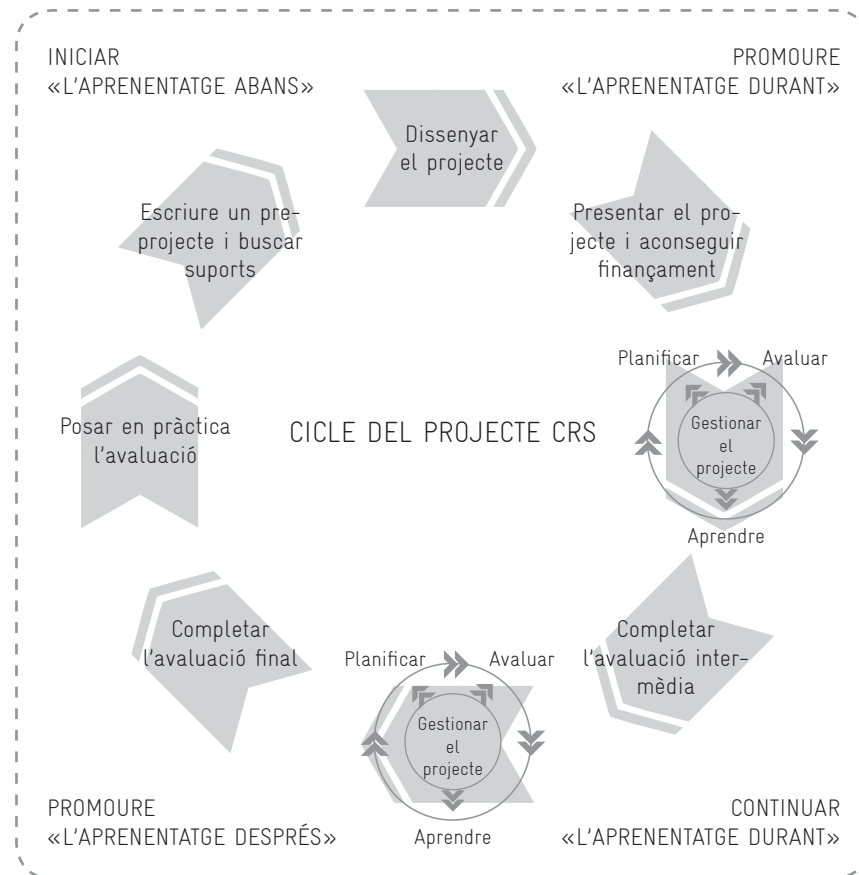 INICIAR
«L'APRENENTATGE ABANS»
PROMOURE
«L'APRENENTATGE DURANT»
Dissenyar
el projecte
Escriure un pre-
projecte i buscar
suports
Presentar el pro-
jecte i aconseguir
finançament
Planificar
Avaluar
Gestionar
el
projecte
Aprendre
Posar en pràctica
l'avaluació
CICLE DEL PROJECTE CRS
Completar
l'avaluació final
Planificar
Avaluar
Gestionar
el
projecte
Aprendre
Completar
l'avaluació inter-
mèdia
PROMOURE
«L'APRENENTATGE DESPRÉS»
CONTINUAR
«L'APRENENTATGE DURANT»